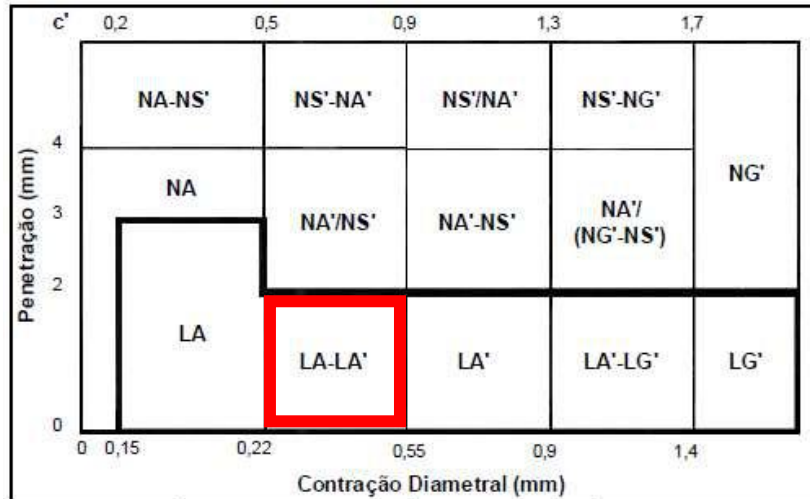 c' 0,2 0,5 0,9 1,3 1,7
NA-NS' NS'-NA' NS'/NA' NS'-NG'
4
NA
NG'
3
NA'/NS' NA'-NS' NA'/
(NG'-NS')
2
LA LA-LA' LA' LA'-LG' LG'
0
0 0,15 0,22 0,55 0,9 1,4
Penetração (mm)
Contração Diametral (mm)